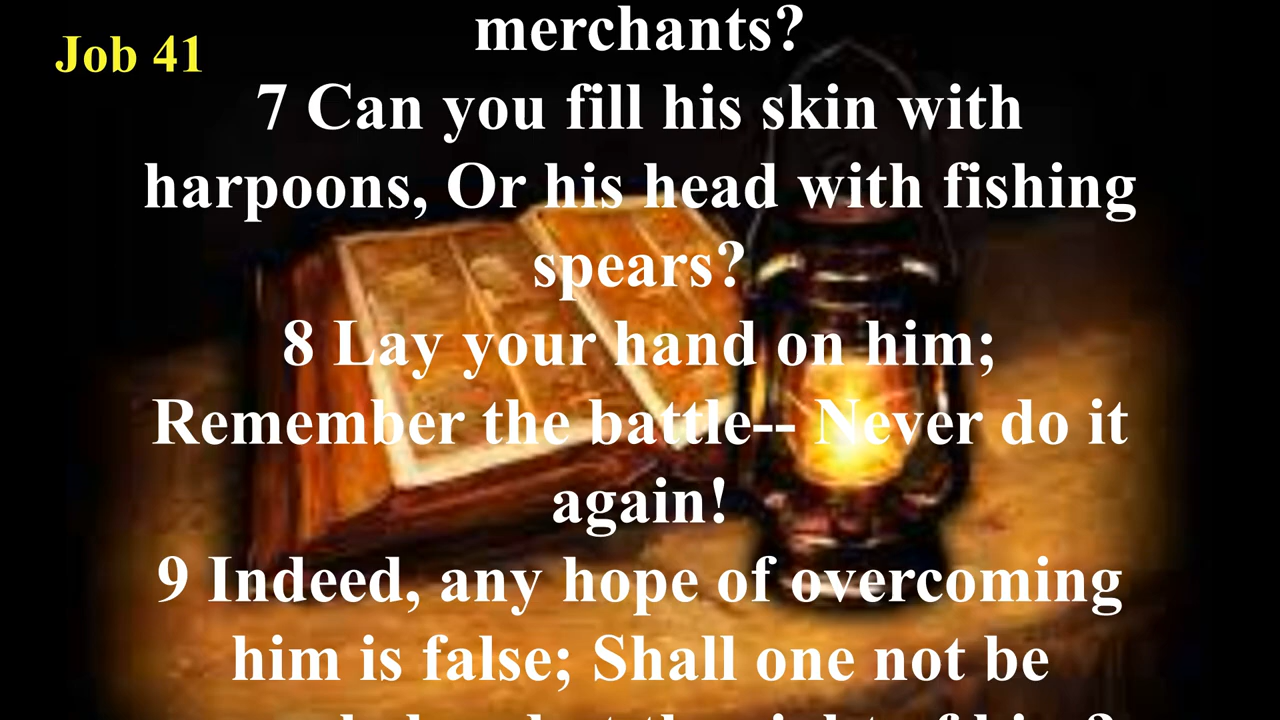 Job 41
merchants?
7 Can you fill his skin with
harpoons, Or his head with fishing
spears?
8 Lay your hand on him;
Remember the battle-- Never do it
again!
9 Indeed, any hope of overcoming
him is false; Shall one not be